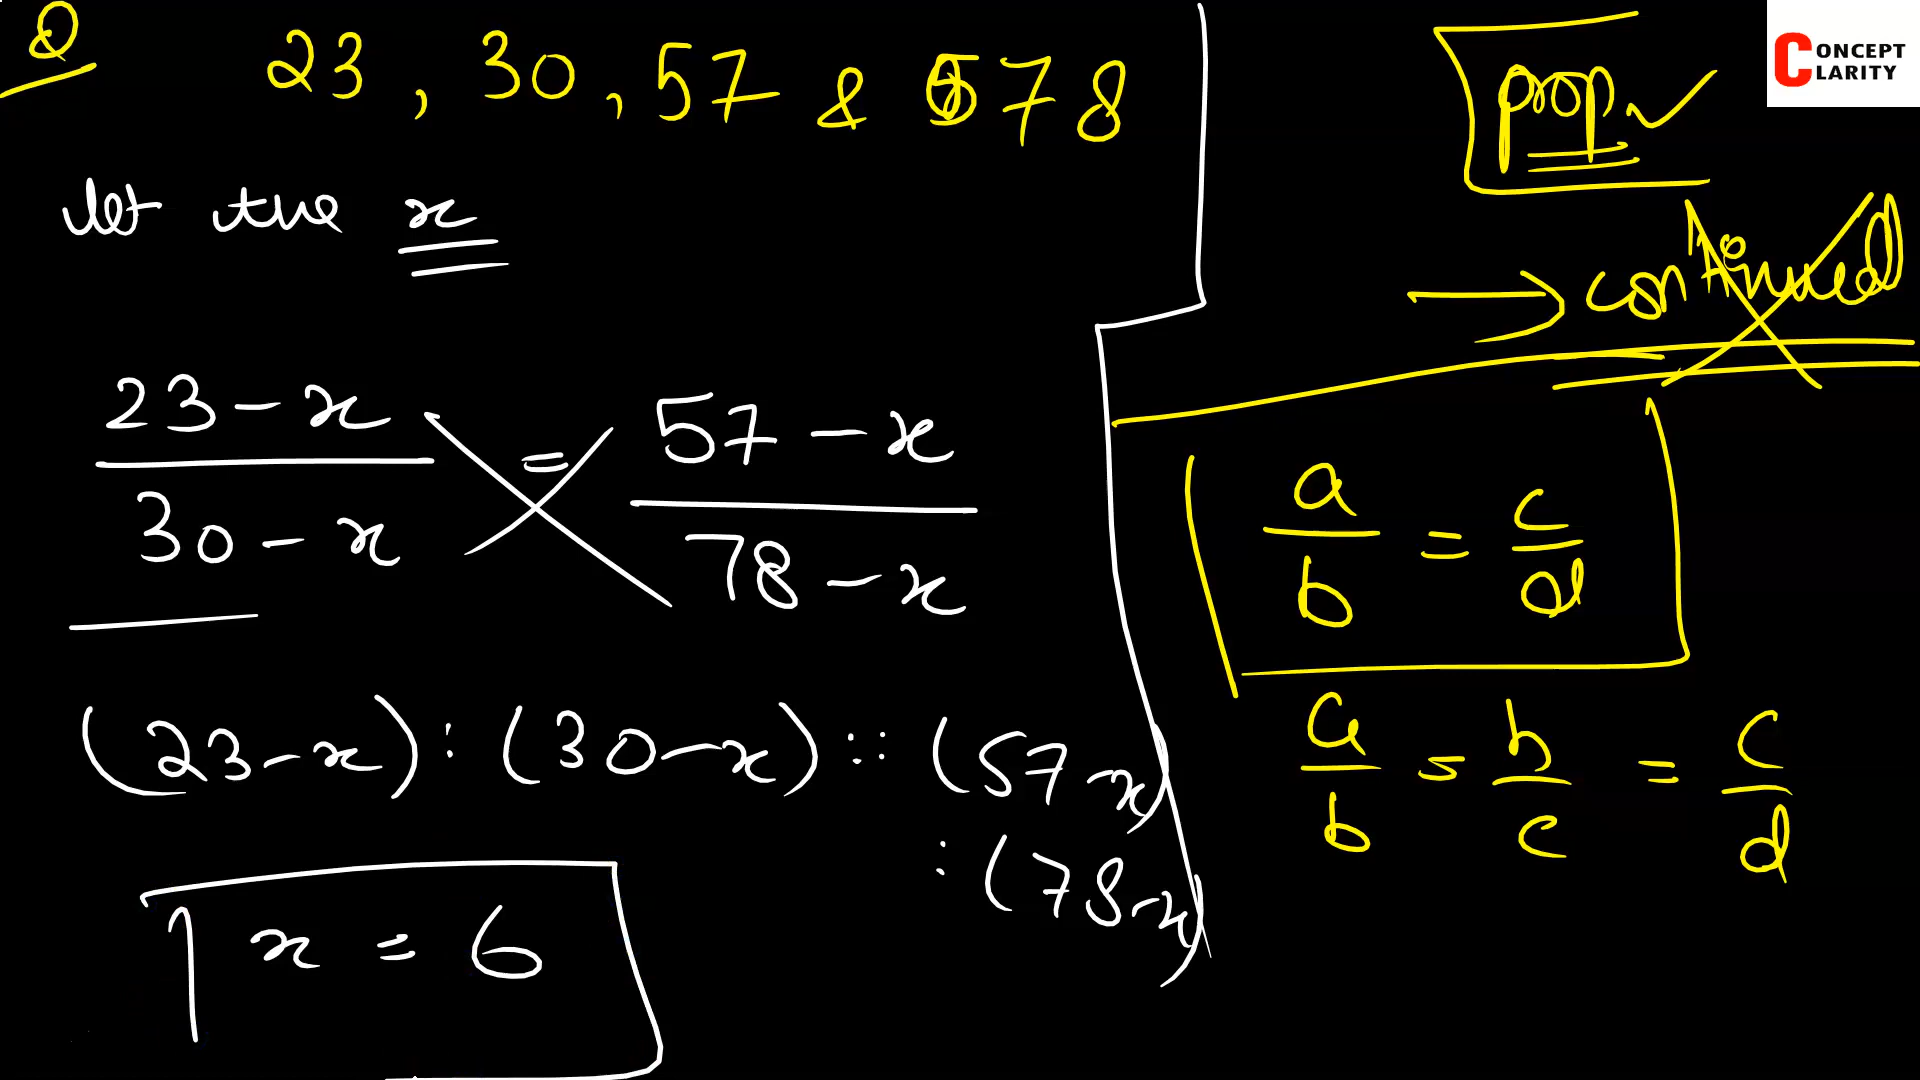 Q 23, 30, 57 & 78
let the x
23 - x / 30 - x = 57 - x / 78 - x
(23-x) : (30-x) :: (57-x)
: (78-x)
x = 6
prop. ✓
→ continued
a/b = c/d
a/b = b/c = c/d
CONCEPT
CLARITY